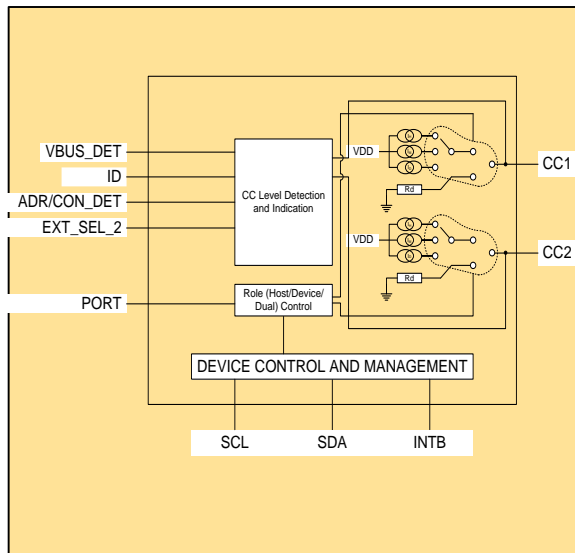 VBUS_DET
ID
ADR/CON_DET
EXT_SEL_2
PORT
CC Level Detection
and Indication
Role (Host/Device/
Dual) Control
DEVICE CONTROL AND MANAGEMENT
VDD
Rd
CC1
VDD
Rd
CC2
SCL
SDA
INTB